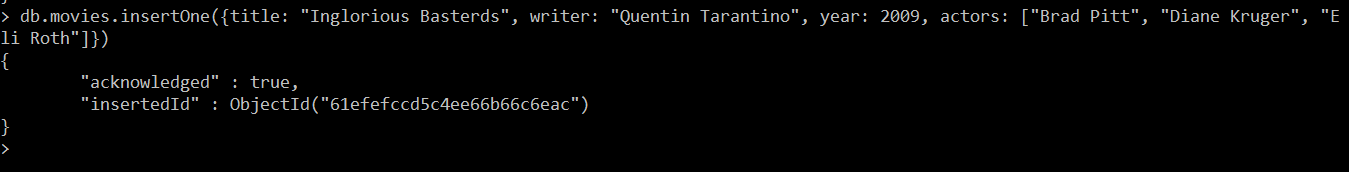 > db.movies.insertOne({title: "Inglorious Basterds", writer: "Quentin Tarantino", year: 2009, actors: ["Brad Pitt", "Diane Kruger", "E
li Roth"]})
{
        "acknowledged" : true,
        "insertedId" : ObjectId("61efefccd5c4ee66b66c6eac")
}
>